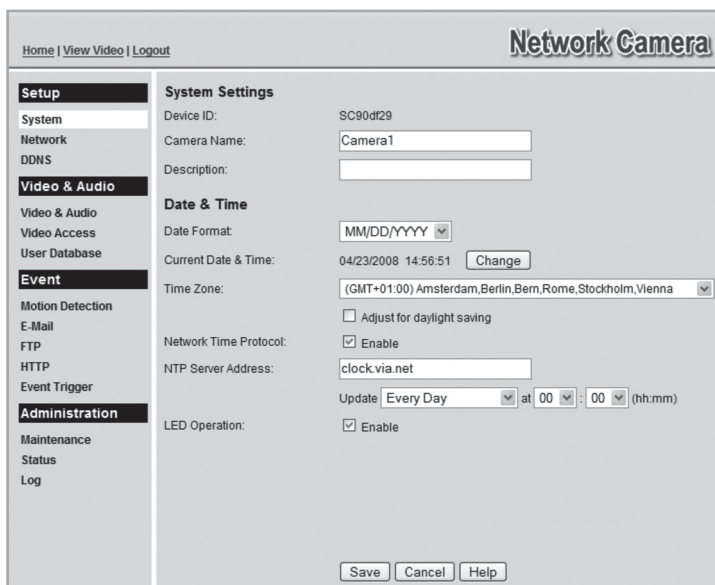 Home | View Video | Logout
Network Camera
Setup
System
Network
DDNS
Video & Audio
Video & Audio
Video Access
User Database
Event
Motion Detection
E-Mail
FTP
HTTP
Event Trigger
Administration
Maintenance
Status
Log
System Settings
Device ID: SC90df29
Camera Name: Camera1
Description:
Date & Time
Date Format: MM/DD/YYYY
Current Date & Time: 04/23/2008 14:56:51 Change
Time Zone: (GMT+01:00) Amsterdam,Berlin,Bern,Rome,Stockholm,Vienna
Adjust for daylight saving
Network Time Protocol: Enable
NTP Server Address: clock.via.net
Update Every Day at 00 : 00 (hh:mm)
LED Operation: Enable
Save Cancel Help